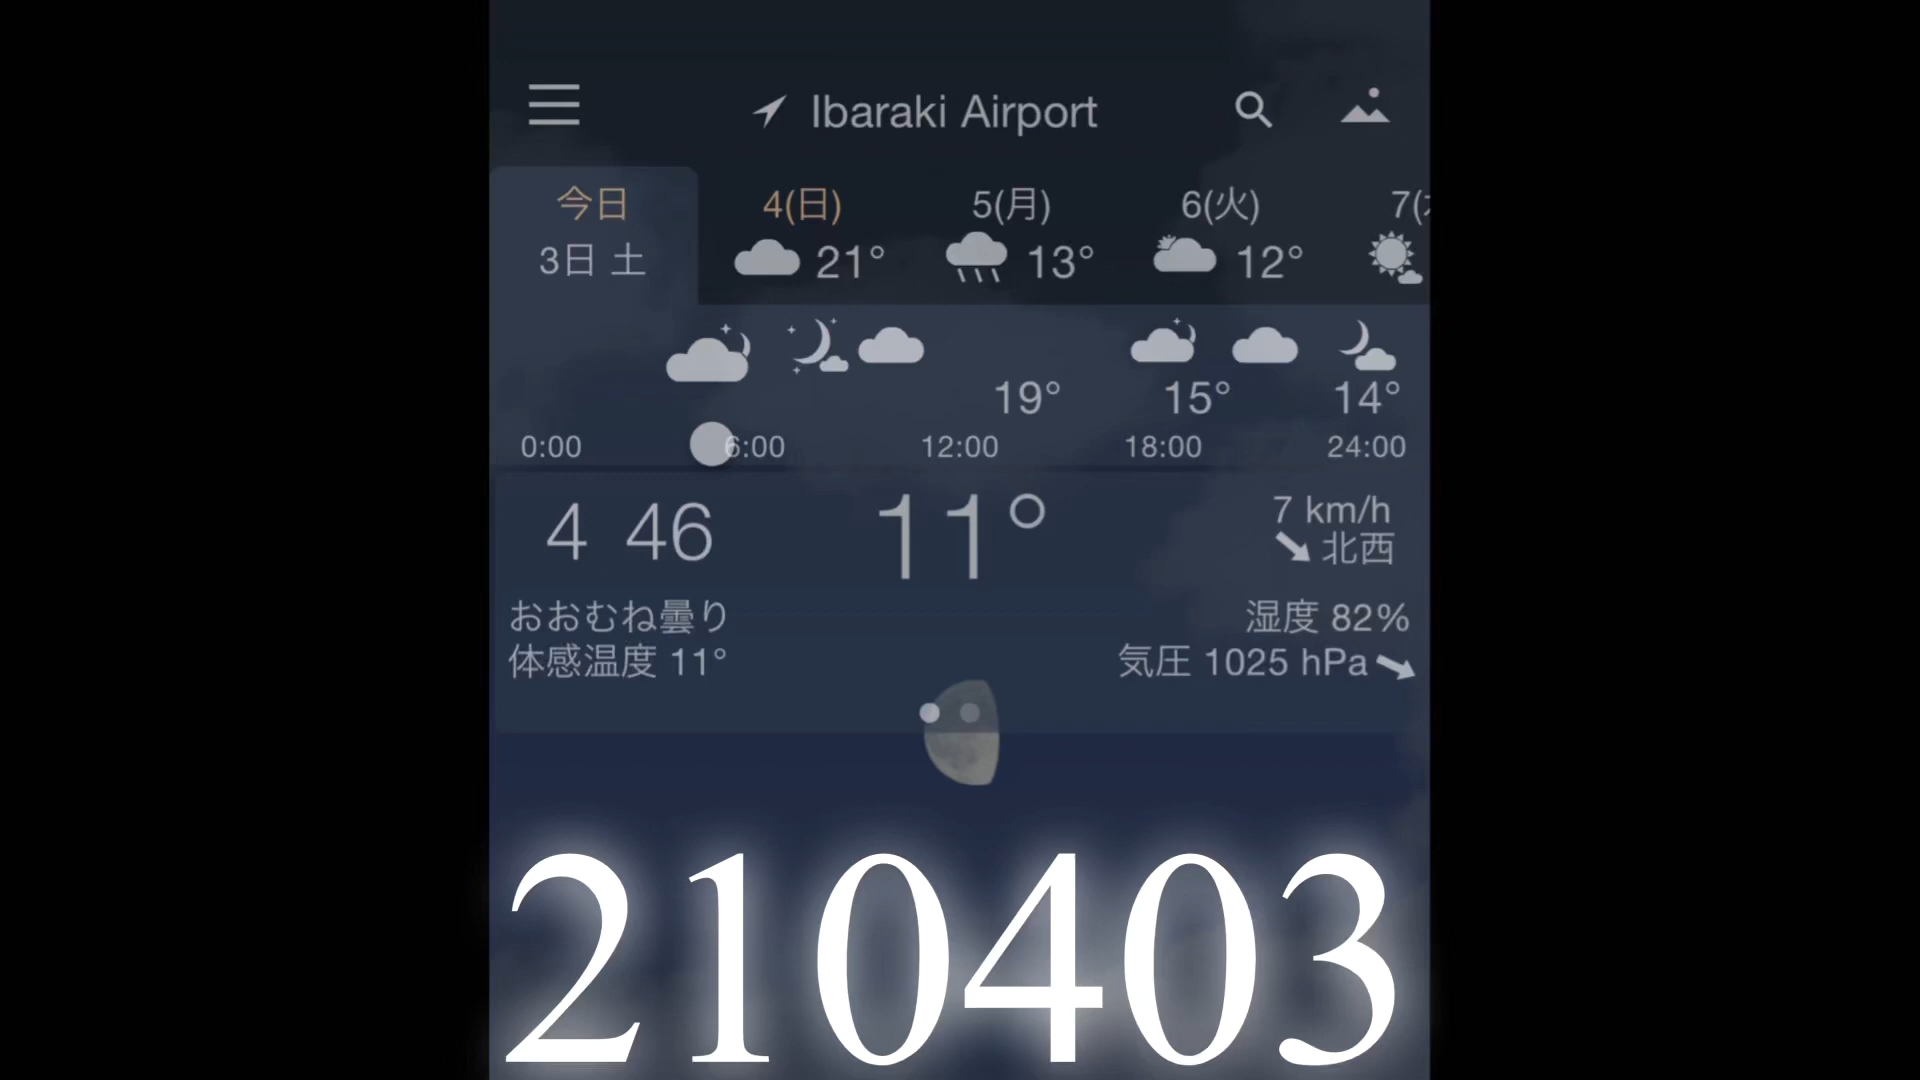 Ibaraki Airport
今日 4(日) 5(月) 6(火) 7(
3日 土 21° 13° 12°
19° 15° 14°
0:00 6:00 12:00 18:00 24:00
4 46 11° 7 km/h
北西
おおむね曇り 湿度 82%
体感温度 11° 気圧 1025 hPa
210403